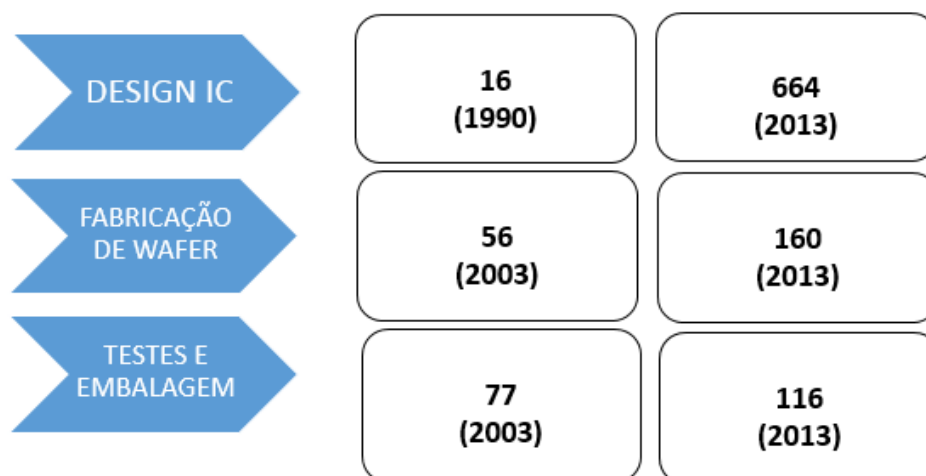 DESIGN IC
16
(1990)
664
(2013)
FABRICAÇÃO
DE WAFER
56
(2003)
160
(2013)
TESTES E
EMBALAGEM
77
(2003)
116
(2013)